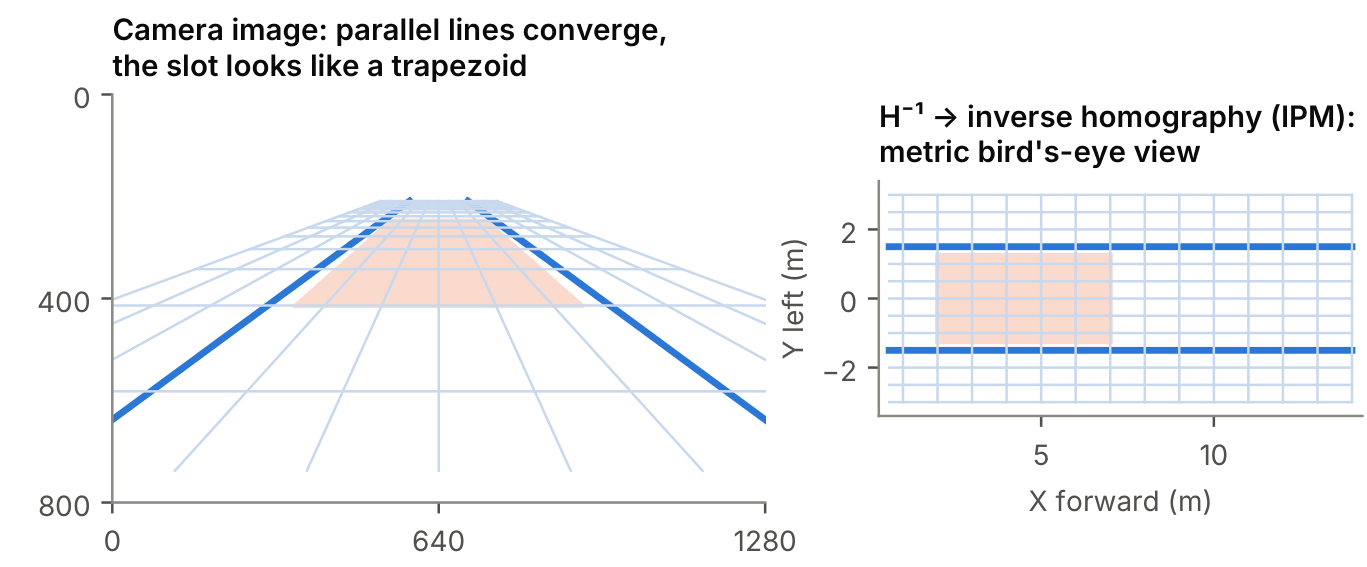 Camera image: parallel lines converge,
the slot looks like a trapezoid
0
400
800
0
640
1280
H⁻¹ → inverse homography (IPM):
metric bird's-eye view
Y left (m)
2
0
−2
5
10
X forward (m)